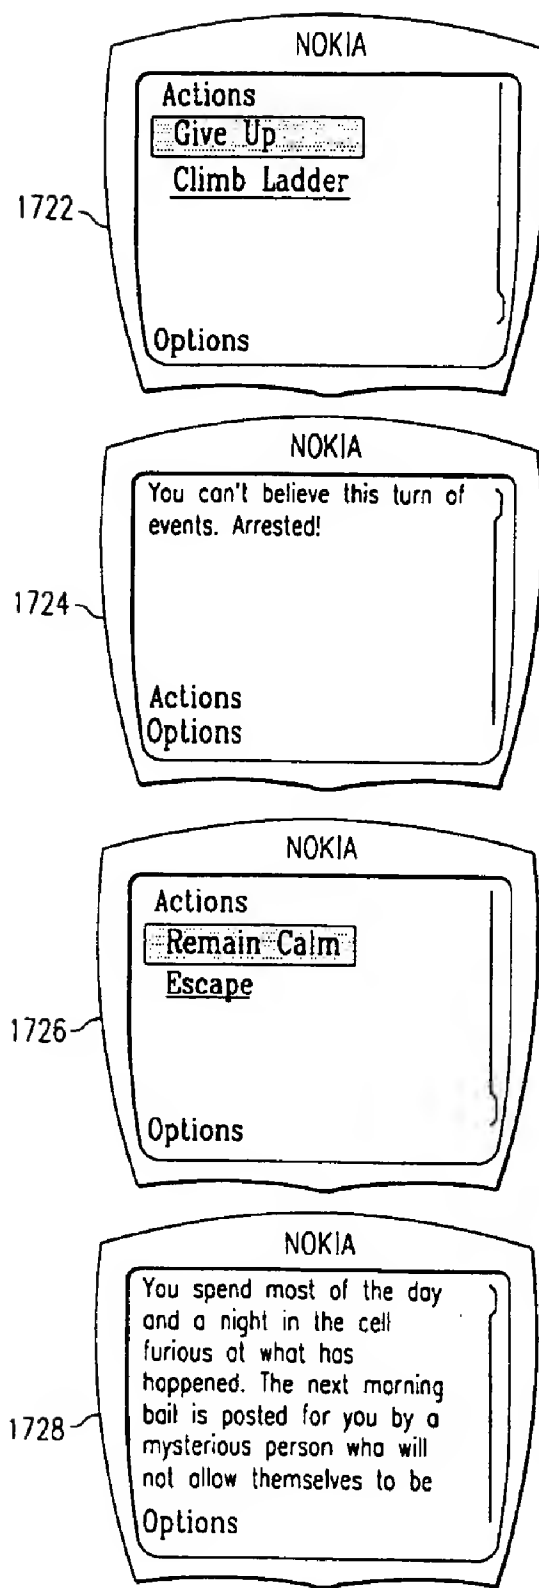 NOKIA
Actions
Give Up
Climb Ladder
1722
Options
NOKIA
You can't believe this turn of
events. Arrested!
1724
Actions
Options
NOKIA
Actions
Remain Calm
Escape
1726
Options
NOKIA
You spend most of the day
and a night in the cell
furious at what has
happened. The next morning
bail is posted for you by a
1728
mysterious person who will
not allow themselves to be
Options